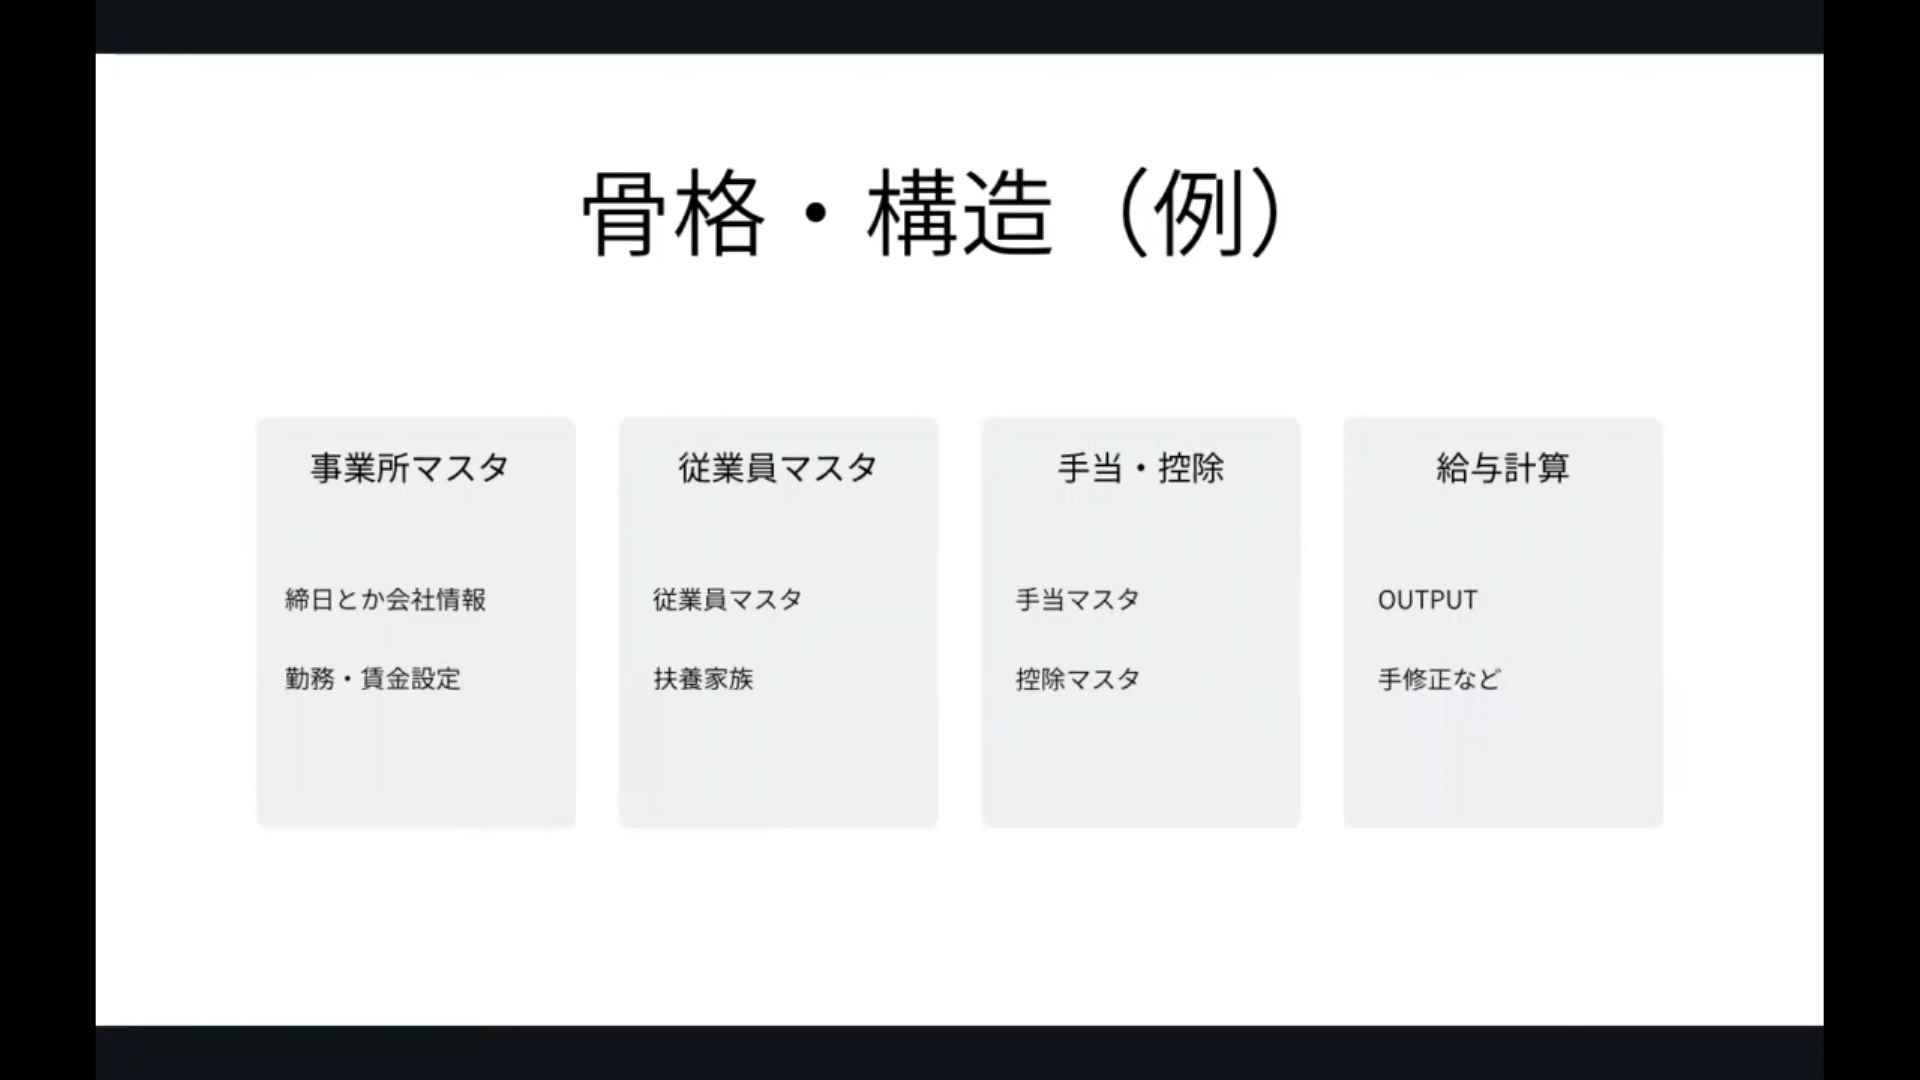 骨格・構造（例）
事業所マスタ
締日とか会社情報
勤務・賃金設定
従業員マスタ
従業員マスタ
扶養家族
手当・控除
手当マスタ
控除マスタ
給与計算
OUTPUT
手修正など